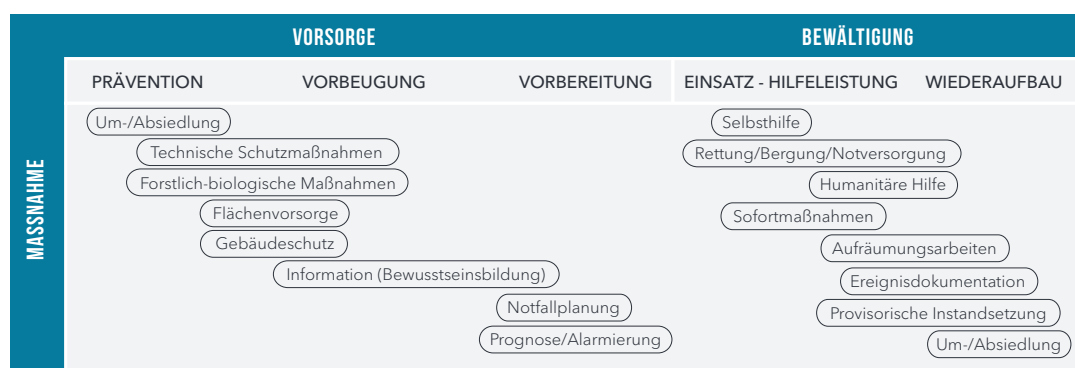 VORSORGE
BEWÄLTIGUNG
PRÄVENTION
VORBEUGUNG
VORBEREITUNG
EINSATZ - HILFELEISTUNG
WIEDERAUFBAU
MASSNAHME
Um-/Absiedlung
Technische Schutzmaßnahmen
Forstlich-biologische Maßnahmen
Flächenvorsorge
Gebäudeschutz
Information (Bewusstseinsbildung)
Notfallplanung
Prognose/Alarmierung
Selbsthilfe
Rettung/Bergung/Notversorgung
Humanitäre Hilfe
Sofortmaßnahmen
Aufräumungsarbeiten
Ereignisdokumentation
Provisorische Instandsetzung
Um-/Absiedlung